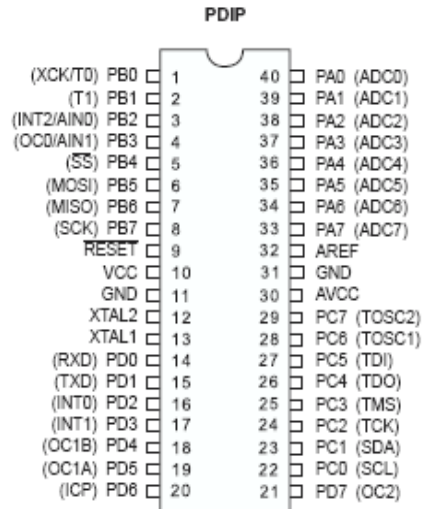 PDIP
(XCK/T0) PB0 1 40 PA0 (ADC0)
(T1) PB1 2 39 PA1 (ADC1)
(INT2/AIN0) PB2 3 38 PA2 (ADC2)
(OC0/AIN1) PB3 4 37 PA3 (ADC3)
(SS) PB4 5 36 PA4 (ADC4)
(MOSI) PB5 6 35 PA5 (ADC5)
(MISO) PB6 7 34 PA6 (ADC6)
(SCK) PB7 8 33 PA7 (ADC7)
RESET 9 32 AREF
VCC 10 31 GND
GND 11 30 AVCC
XTAL2 12 29 PC7 (TOSC2)
XTAL1 13 28 PC6 (TOSC1)
(RXD) PD0 14 27 PC5 (TDI)
(TXD) PD1 15 26 PC4 (TDO)
(INT0) PD2 16 25 PC3 (TMS)
(INT1) PD3 17 24 PC2 (TCK)
(OC1B) PD4 18 23 PC1 (SDA)
(OC1A) PD5 19 22 PC0 (SCL)
(ICP) PD6 20 21 PD7 (OC2)